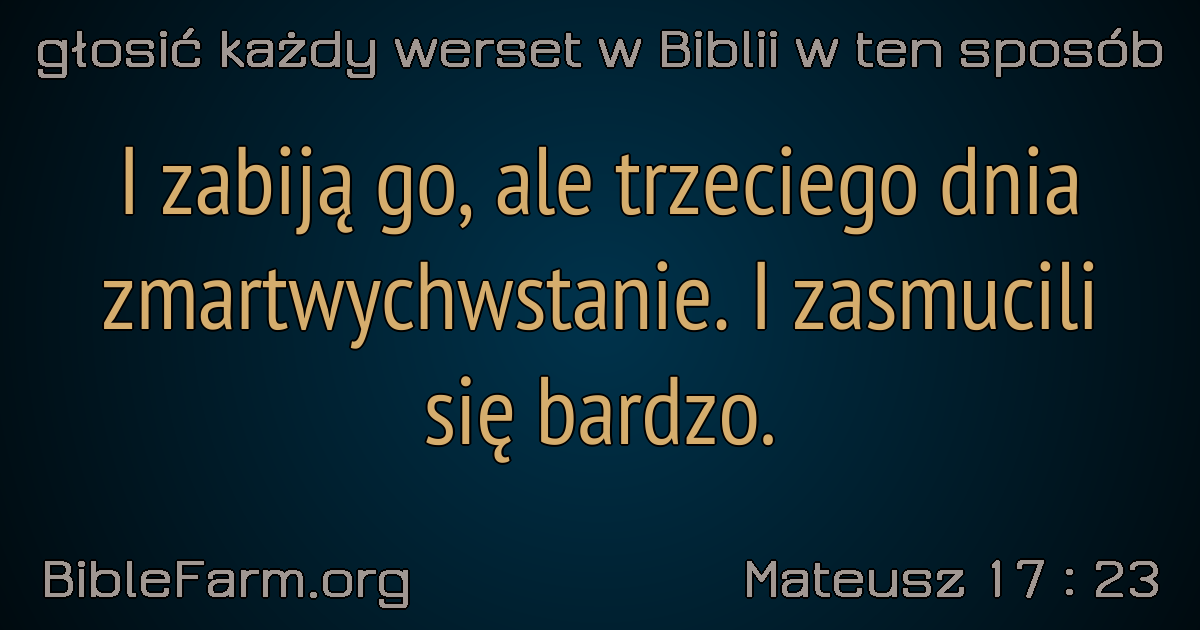 głosić każdy werset w Biblii w ten sposób
I zabiją go, ale trzeciego dnia
zmartwychwstanie. I zasmucili
się bardzo.
BibleFarm.org
Mateusz 17 : 23